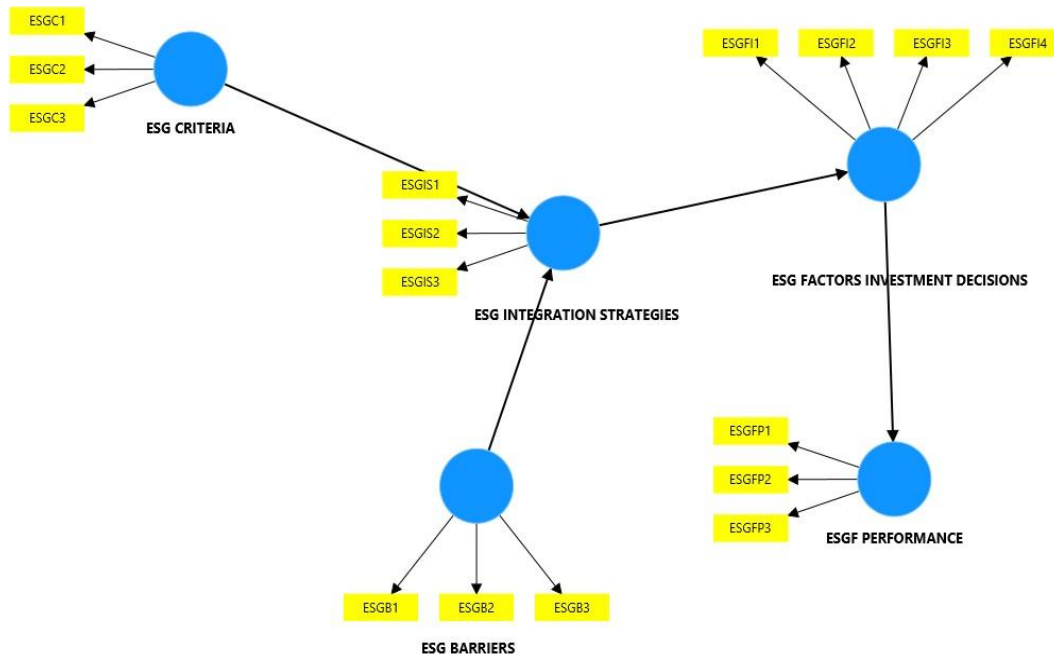 ESGC1
ESGC2
ESGC3
ESG CRITERIA
ESGFI1 ESGFI2 ESGFI3 ESGFI4
ESG FACTORS INVESTMENT DECISIONS
ESGIS1
ESGIS2
ESGIS3
ESG INTEGRATION STRATEGIES
ESGFP1
ESGFP2
ESGFP3
ESGF PERFORMANCE
ESGB1 ESGB2 ESGB3
ESG BARRIERS